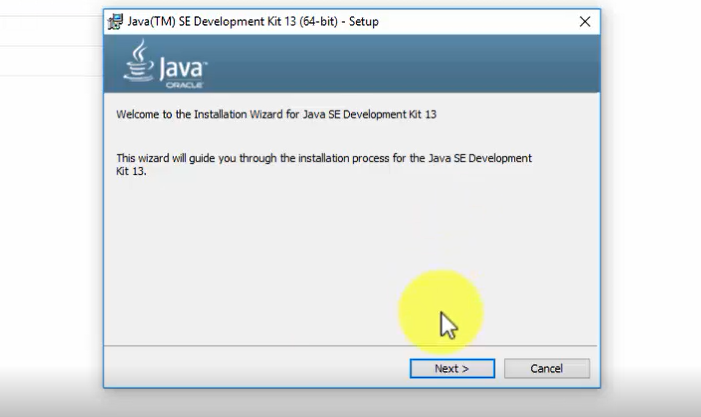 Java(TM) SE Development Kit 13 (64-bit) - Setup
Java™
ORACLE
Welcome to the Installation Wizard for Java SE Development Kit 13
This wizard will guide you through the installation process for the Java SE Development
Kit 13.
Next > Cancel